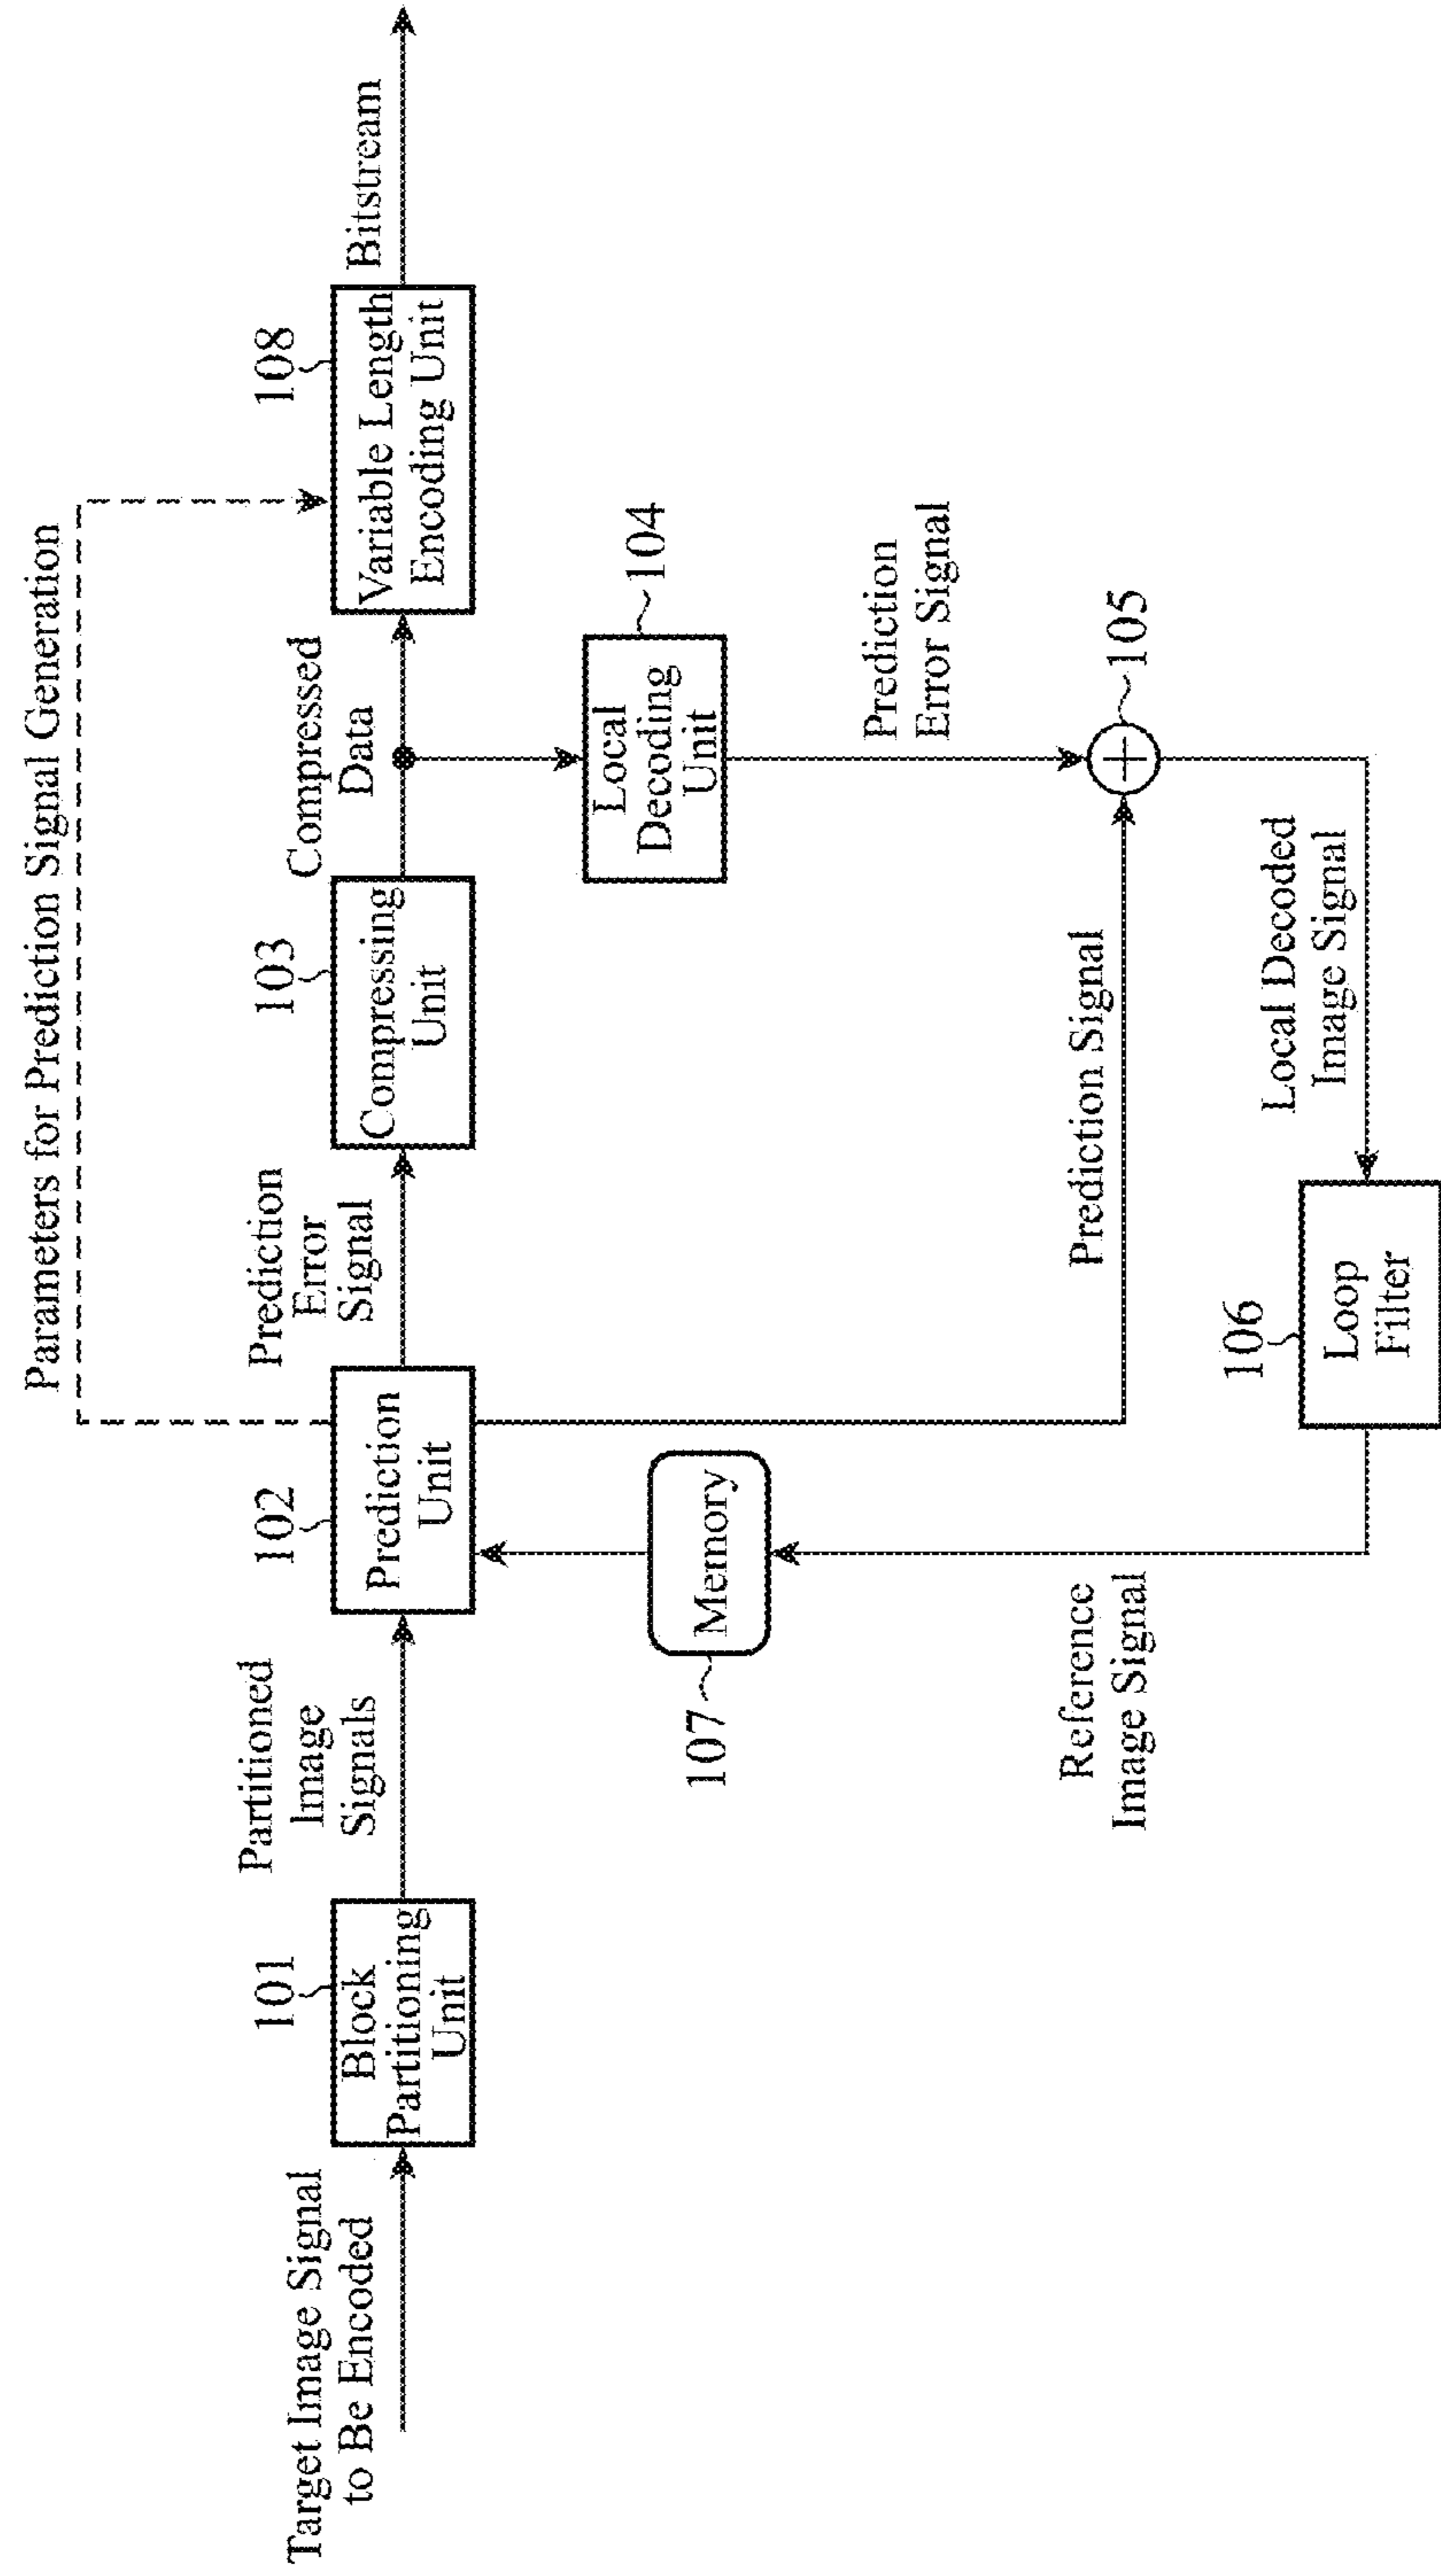 Parameters for Prediction Signal Generation
Target Image Signal
to Be Encoded
101
Block
Partitioning
Unit
Partitioned
Image
Signals
102
Prediction
Unit
Prediction
Error
Signal
103
Compressing
Unit
Compressed
Data
108
Variable Length
Encoding Unit
Bitstream
107
Memory
Local
Decoding
Unit
104
Prediction
Error Signal
Reference
Image Signal
Prediction Signal
105
106
Loop
Filter
Local Decoded
Image Signal